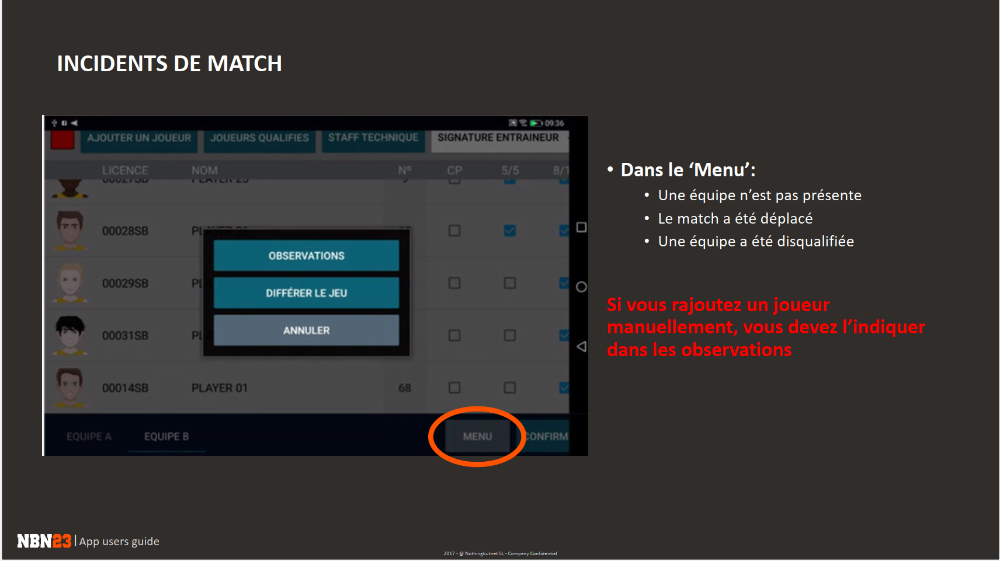 INCIDENTS DE MATCH
09:36
AJOUTER UN JOUEUR JOUEURS QUALIFIES STAFF TECHNIQUE SIGNATURE ENTRAINEUR
LICENCE NOM Nº CP 5/5 8/1
00028SB
00029SB
00031SB
00014SB PLAYER 01 68
OBSERVATIONS
DIFFÉRER LE JEU
ANNULER
EQUIPE A EQUIPE B MENU CONFIRM
• Dans le ‘Menu’:
• Une équipe n’est pas présente
• Le match a été déplacé
• Une équipe a été disqualifiée
Si vous rajoutez un joueur
manuellement, vous devez l’indiquer
dans les observations
NBN23 | App users guide
2017 - @ Nothingbutnet SL - Company Confidential